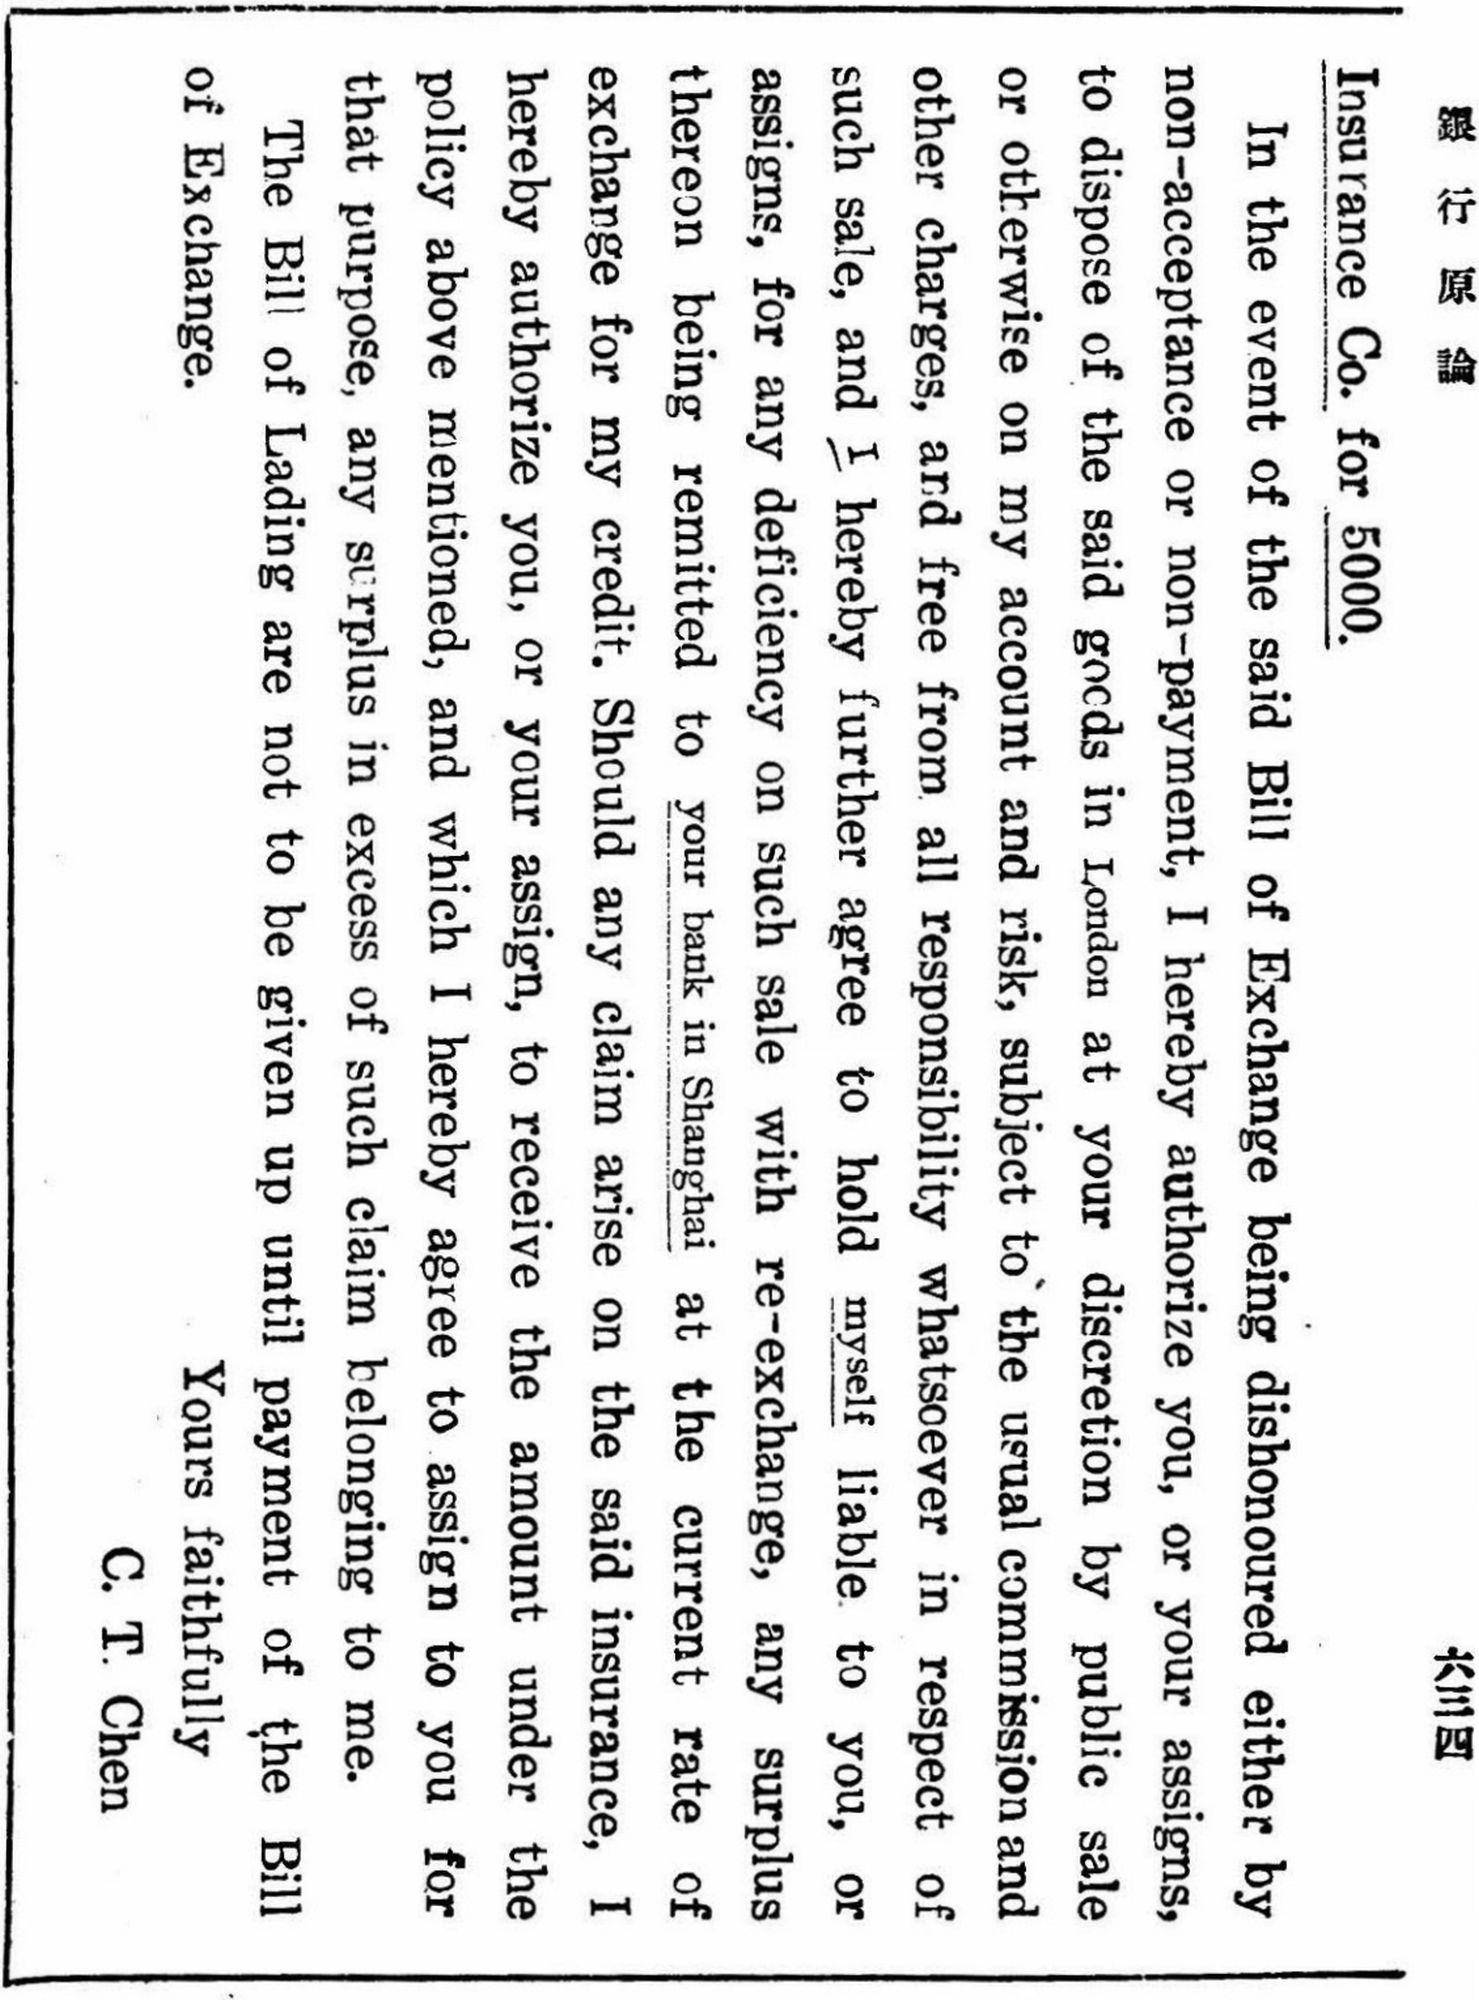 銀行原論
Insurance Co. for 5000.
In the event of the said Bill of Exchange being dishonoured either by
non-acceptance or non-payment, I hereby authorize you, or your assigns,
to dispose of the said goods in London at your discretion by public sale
or otherwise on my account and risk, subject to the usual commission and
other charges, and free from all responsibility whatsoever in respect of
such sale, and I hereby further agree to hold myself liable to you, or
assigns, for any deficiency on such sale with re-exchange, any surplus
thereon being remitted to your bank in Shanghai at the current rate of
exchange for my credit. Should any claim arise on the said insurance, I
hereby authorize you, or your assign, to receive the amount under the
policy above mentioned, and which I hereby agree to assign to you for
that purpose, any surplus in excess of such claim belonging to me.
The Bill of Lading are not to be given up until payment of the Bill
of Exchange.
Yours faithfully
C. T. Chen